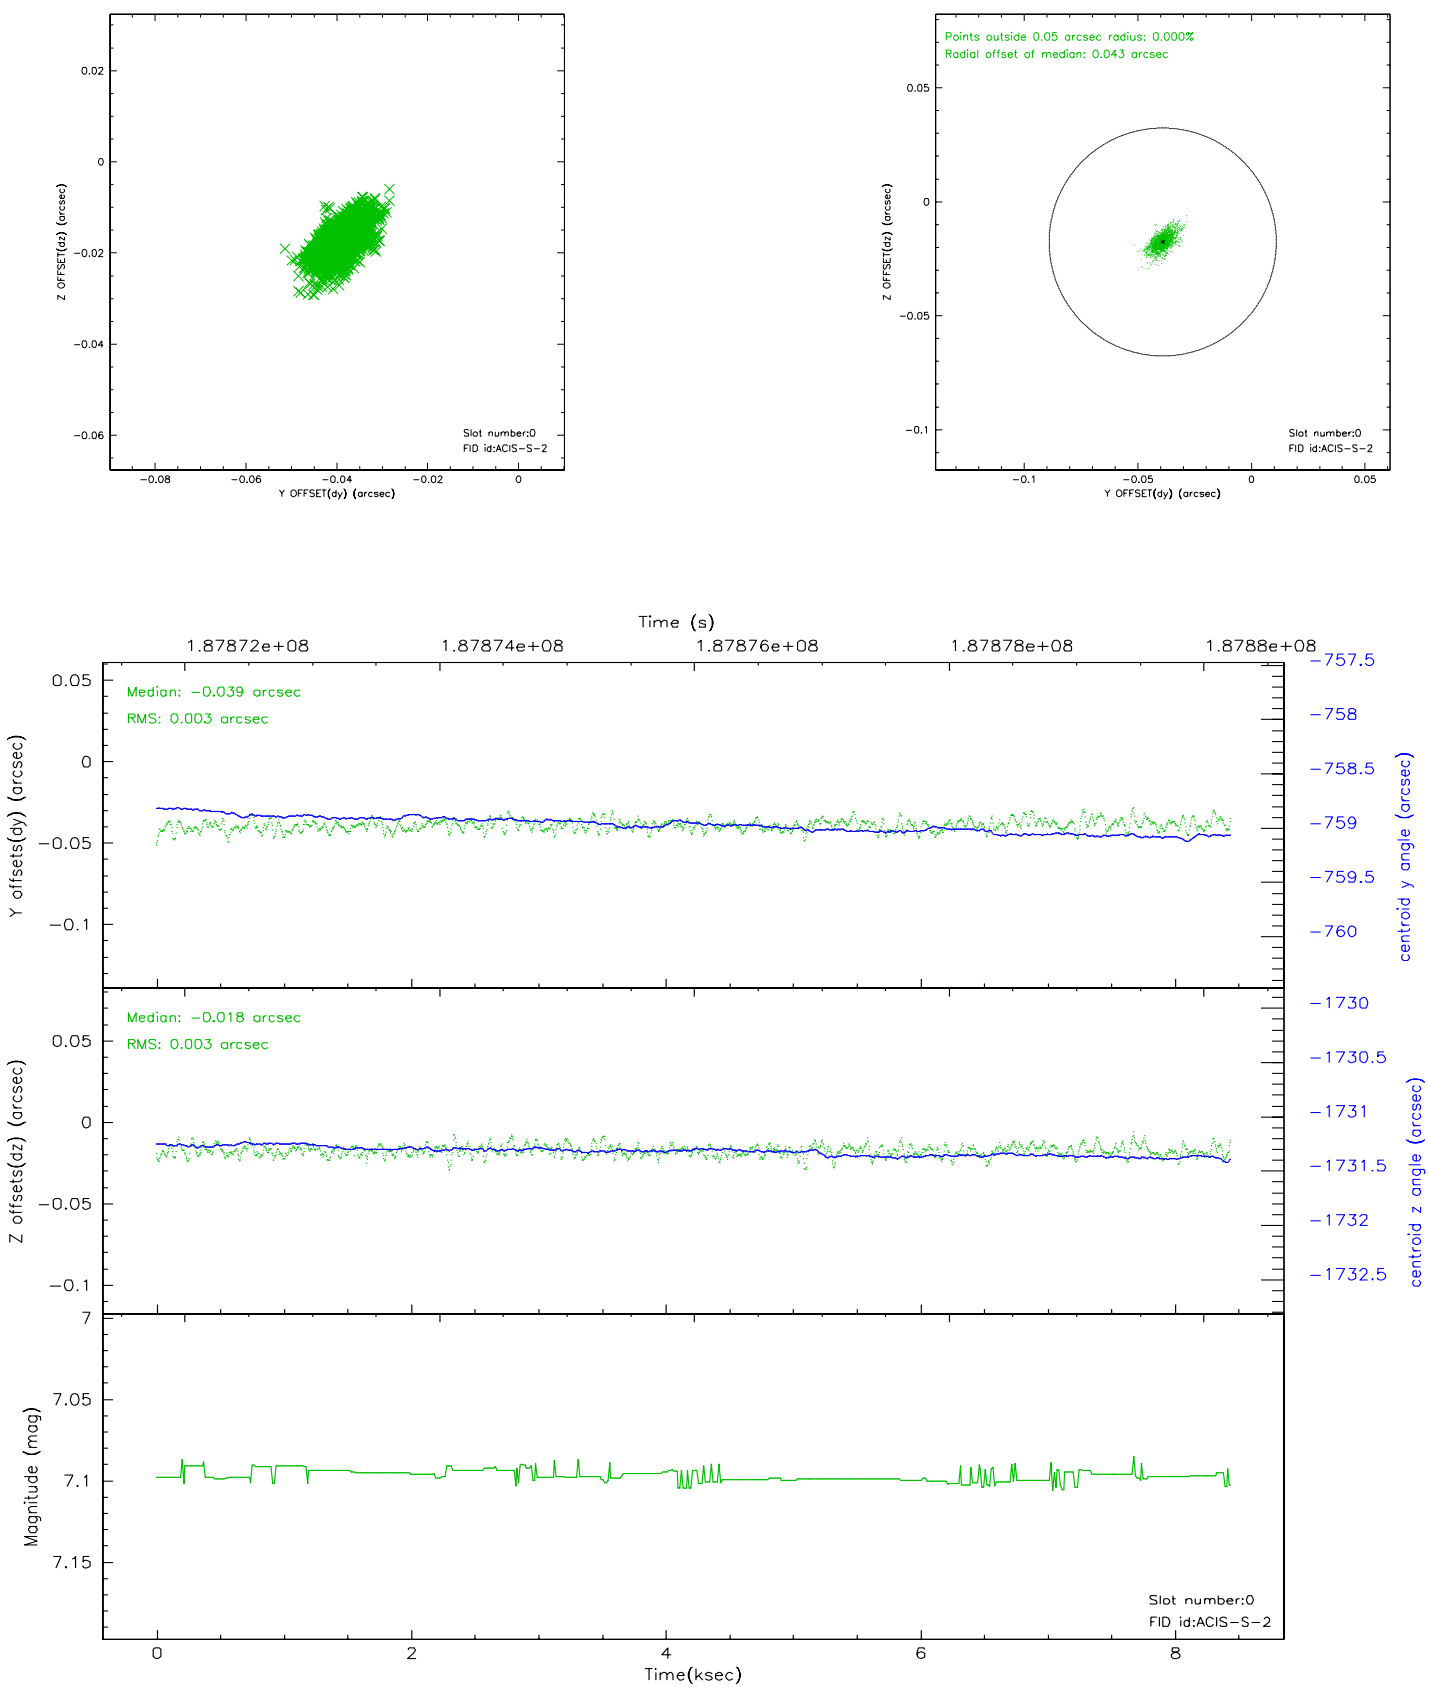 0.02
0
−0.02
−0.04
−0.06
Z OFFSET(dz) (arcsec)
−0.08
−0.06
−0.04
−0.02
0
Y OFFSET(dy) (arcsec)
Slot number:0
FID id:ACIS−S−2
Points outside 0.05 arcsec radius: 0.000%
Radial offset of median: 0.043 arcsec
0.05
0
−0.05
−0.1
Z OFFSET(dz) (arcsec)
−0.1
−0.05
0
0.05
Y OFFSET(dy) (arcsec)
Slot number:0
FID id:ACIS−S−2
Time (s)
1.87872e+08
1.87874e+08
1.87876e+08
1.87878e+08
1.8788e+08
Median: −0.039 arcsec
RMS: 0.003 arcsec
0.05
0
−0.05
−0.1
Y offsets(dy) (arcsec)
−757.5
−758
−758.5
−759
−759.5
−760
centroid y angle (arcsec)
Median: −0.018 arcsec
RMS: 0.003 arcsec
0.05
0
−0.05
−0.1
Z offsets(dz) (arcsec)
−1730
−1730.5
−1731
−1731.5
−1732
−1732.5
centroid z angle (arcsec)
7
7.05
7.1
7.15
Magnitude (mag)
Slot number:0
FID id:ACIS−S−2
0
2
4
6
8
Time(ksec)